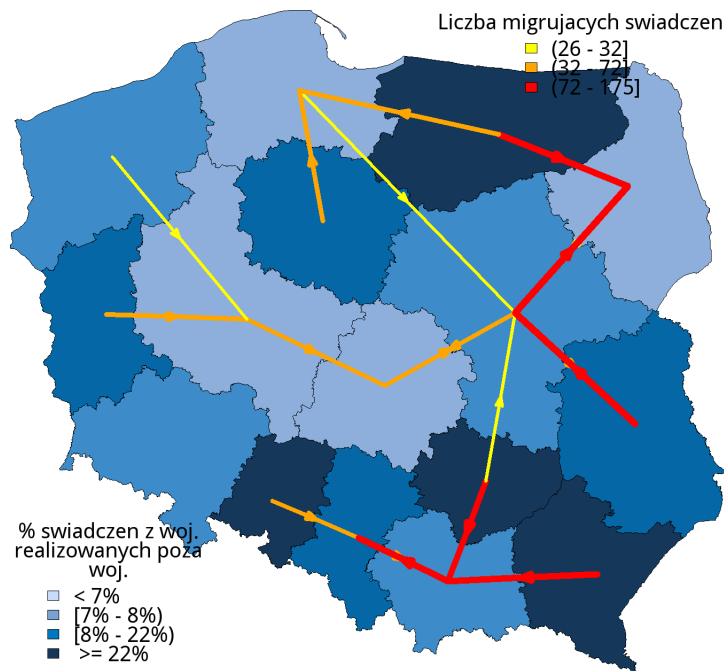 Liczba migrujacych swiadczen
(26 - 32]
(32 - 72]
(72 - 175]
% swiadczen z woj.
realizowanych poza
woj.
< 7%
[7% - 8%)
[8% - 22%)
>= 22%